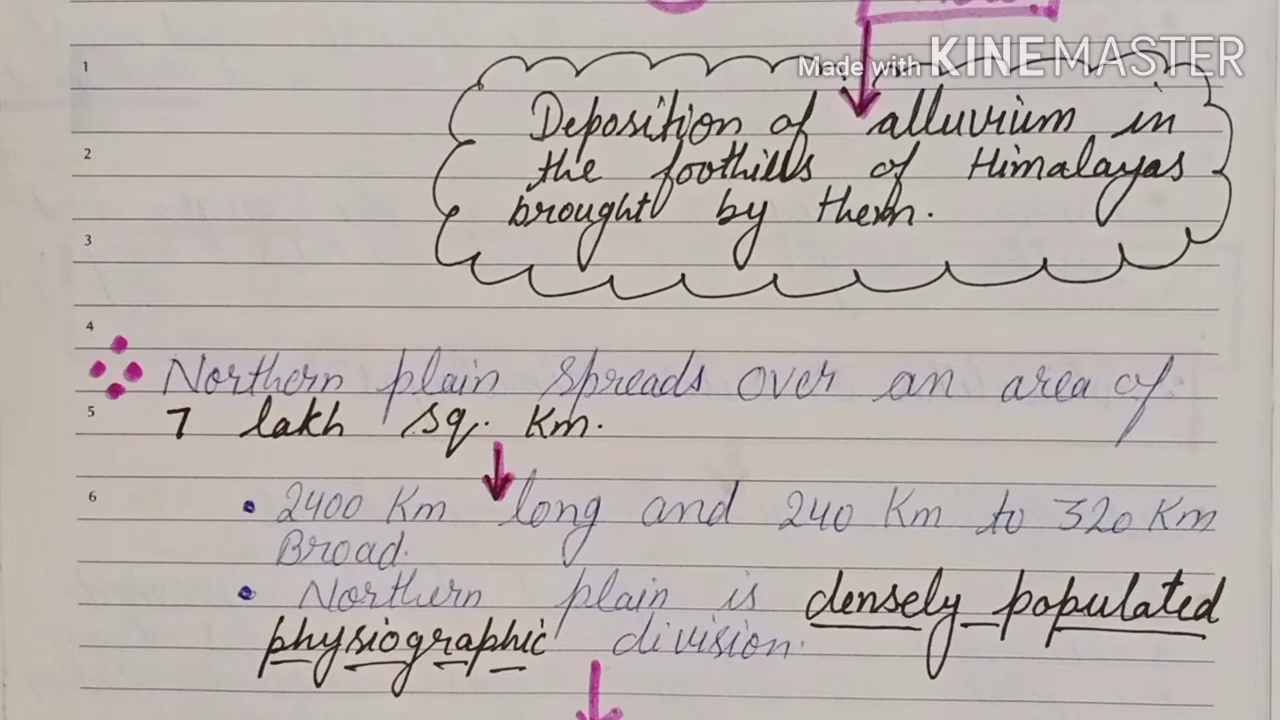 Made with KINEMASTER
1
Deposition of alluvium in
2
the foothills of Himalayas
brought by them.
3
4
Northern plain spreads over an area of:
5
7 lakh sq. km.
6
• 2400 Km long and 240 Km to 320 Km
Broad.
• Northern plain is densely populated
physiographic division.